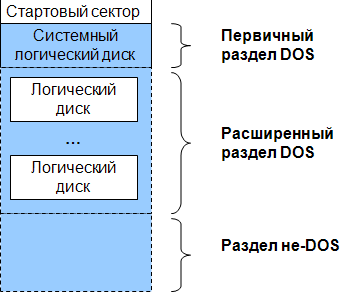 Стартовый сектор
Системный
логический диск
Первичный
раздел DOS
Логический
диск
...
Логический
диск
Расширенный
раздел DOS
Раздел не-DOS